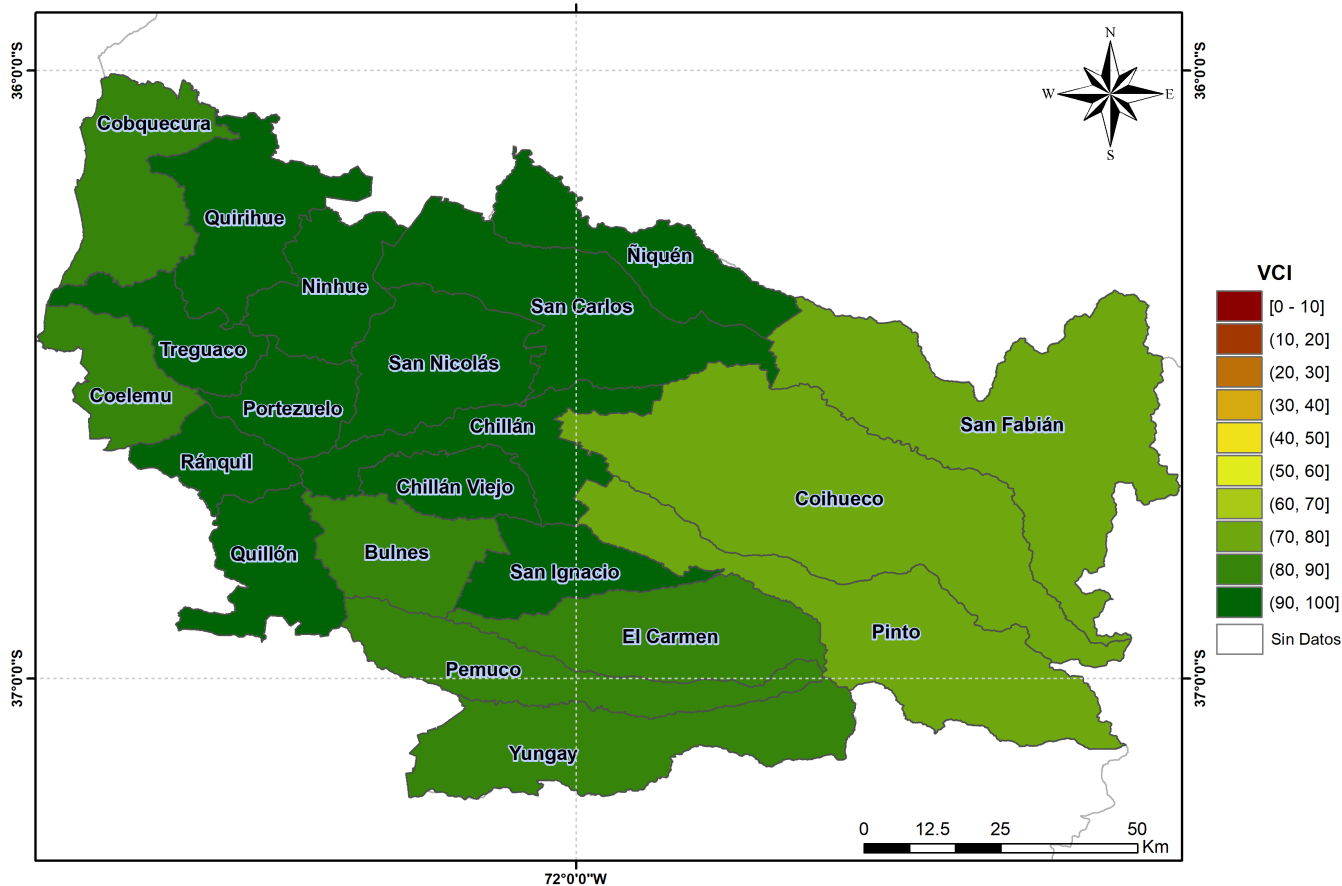 36°0'0"S
36°0'0"S
N
W
E
S
Cobquecura
Quirihue
Ñiquén
Ninhue
San Carlos
Treguaco
San Nicolás
Coelemu
Portezuelo
Chillán
San Fabián
Ránquil
Chillán Viejo
Coihueco
Quillón
Bulnes
San Ignacio
El Carmen
Pinto
Pemuco
Yungay
37°0'0"S
37°0'0"S
72°0'0"W
0
12.5
25
50
Km
VCI
[0 - 10]
(10, 20]
(20, 30]
(30, 40]
(40, 50]
(50, 60]
(60, 70]
(70, 80]
(80, 90]
(90, 100]
Sin Datos